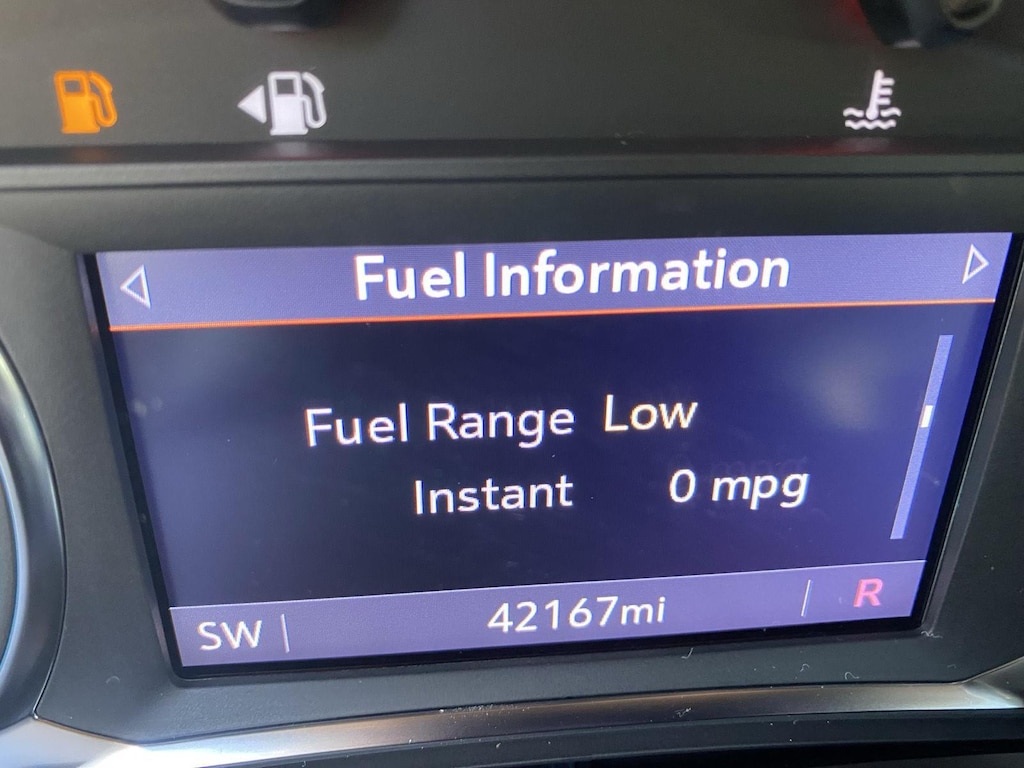 Fuel Information
Fuel Range Low
Instant 0 mpg
SW 42167mi R